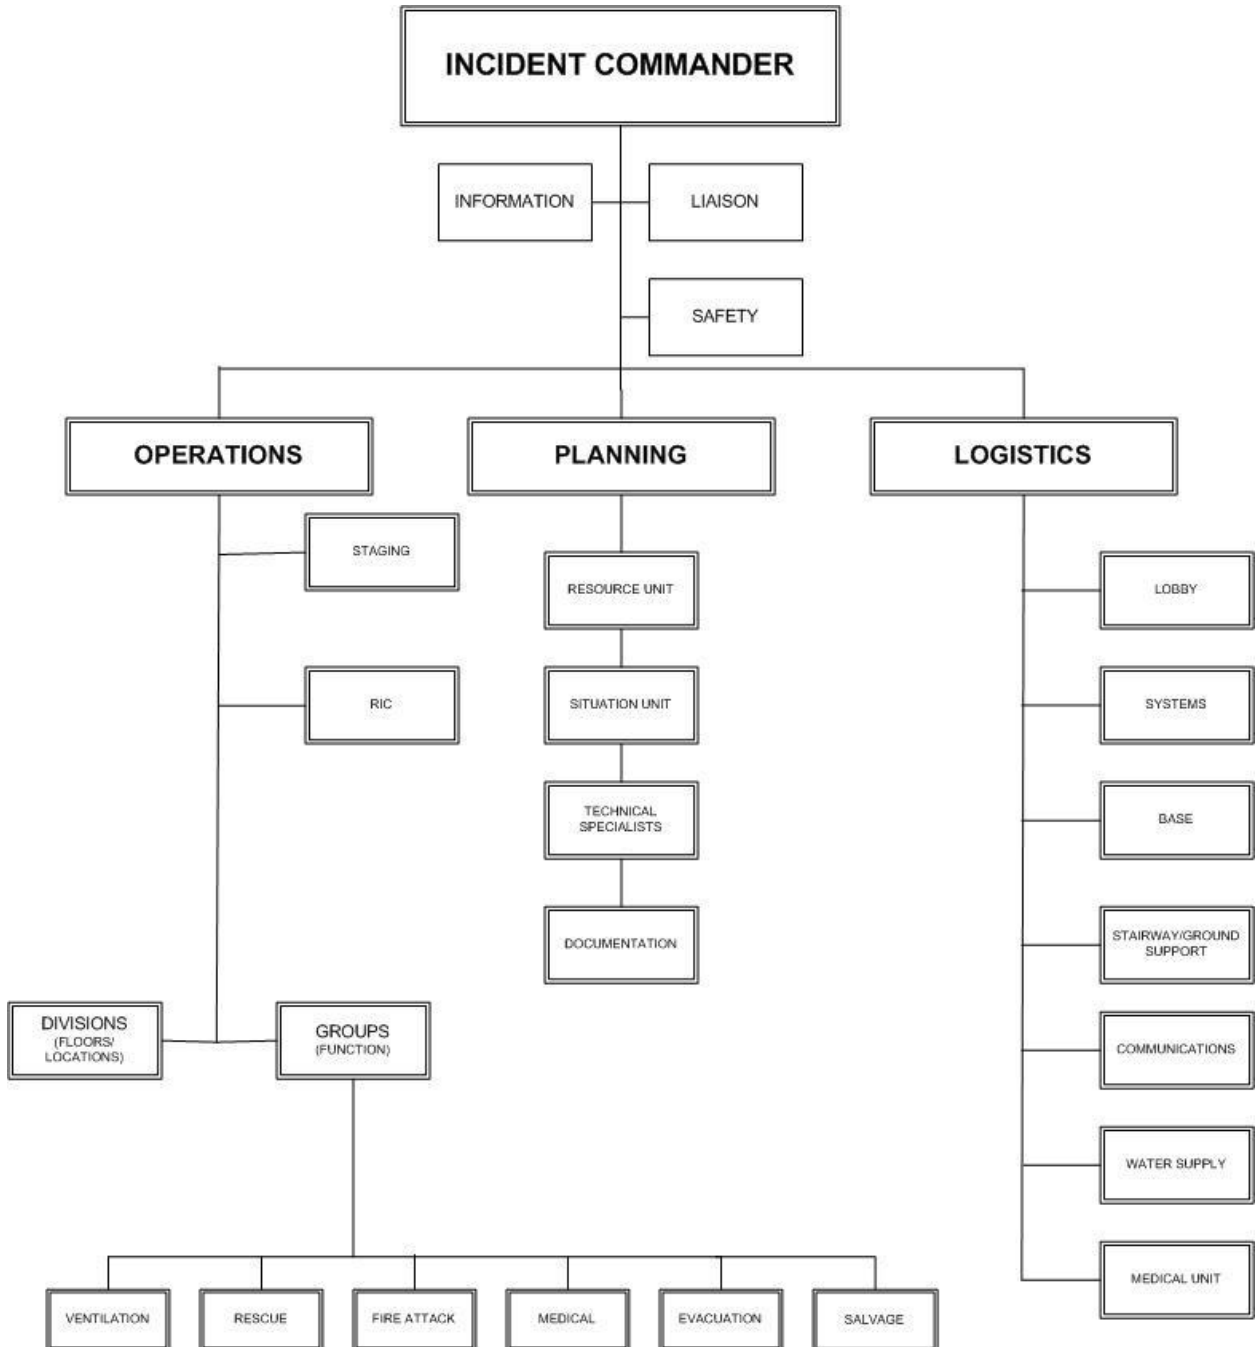 INCIDENT COMMANDER
INFORMATION
LIAISON
SAFETY
OPERATIONS
PLANNING
LOGISTICS
STAGING
RESOURCE UNIT
LOBBY
RIC
SITUATION UNIT
SYSTEMS
TECHNICAL
SPECIALISTS
BASE
DOCUMENTATION
STAIRWAY/GROUND
SUPPORT
DIVISIONS
(FLOORS/
LOCATIONS)
GROUPS
(FUNCTION)
COMMUNICATIONS
WATER SUPPLY
MEDICAL UNIT
VENTILATION
RESCUE
FIRE ATTACK
MEDICAL
EVACUATION
SALVAGE